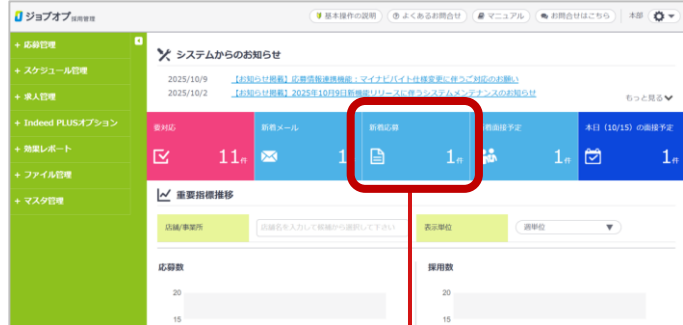 ジョブオプ採用管理
基本操作の説明 よくあるお問合せ マニュアル お問合せはこちら 本部
+ 応募管理
+ スケジュール管理
+ 求人管理
+ Indeed PLUSオプション
+ 効果レポート
+ ファイル管理
+ マスタ管理
システムからのお知らせ
2025/10/9 【お知らせ掲載】応募情報連携機能:マイナビバイト仕様変更に伴うご対応のお願い
2025/10/2 【お知らせ掲載】2025年10月9日新機能リリースに伴うシステムメンテナンスのお知らせ
もっと見る
要対応 新着メール 新着応募 面接予定 本日(10/15)の面接予定
11件 1 1件 1件 1件
重要指標推移
店舗/事業所 店舗名を入力して候補から選択して下さい 表示単位 週単位
応募数 採用数
20 20
15 15